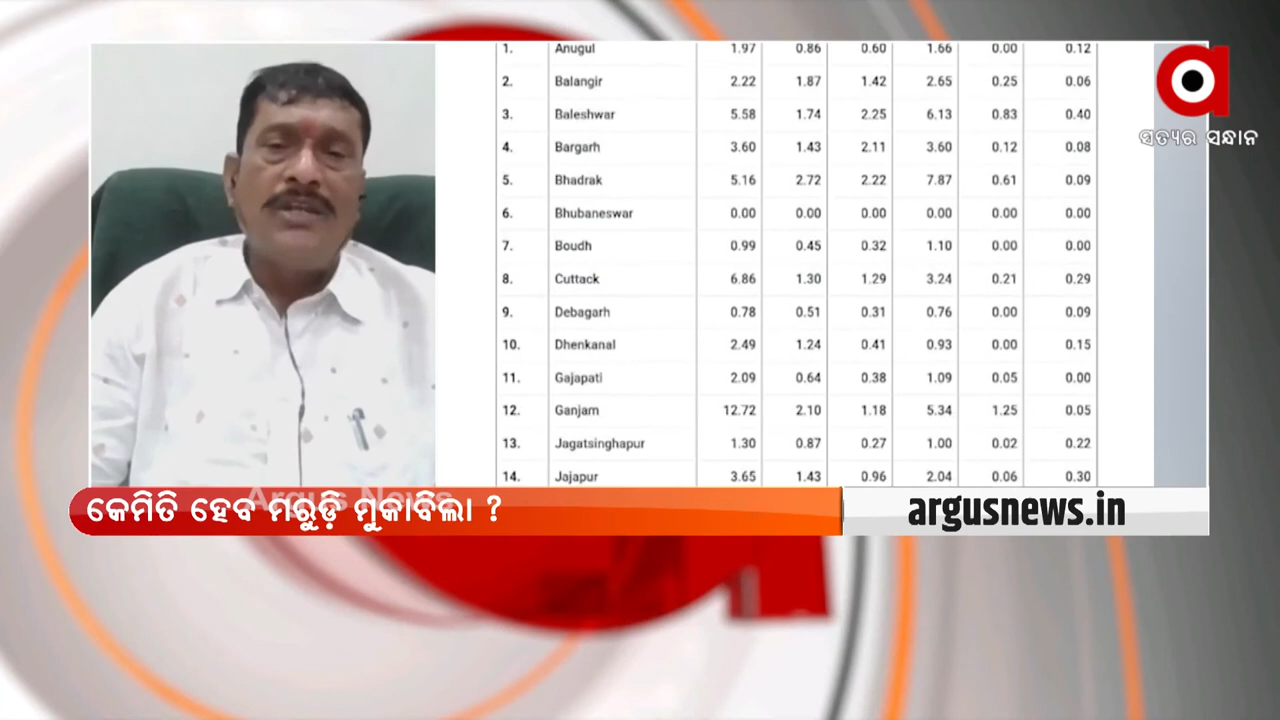 1. Anugul 1.97 0.86 0.60 1.66 0.00 0.12
2. Balangir 2.22 1.87 1.42 2.65 0.25 0.06
3. Baleshwar 5.58 1.74 2.25 6.13 0.83 0.40
4. Bargarh 3.60 1.43 2.11 3.60 0.12 0.08
5. Bhadrak 5.16 2.72 2.22 7.87 0.61 0.09
6. Bhubaneswar 0.00 0.00 0.00 0.00 0.00 0.00
7. Boudh 0.99 0.45 0.32 1.10 0.00 0.00
8. Cuttack 6.86 1.30 1.29 3.24 0.21 0.29
9. Debagarh 0.78 0.51 0.31 0.76 0.00 0.09
10. Dhenkanal 2.49 1.24 0.41 0.93 0.00 0.15
11. Gajapati 2.09 0.64 0.38 1.09 0.05 0.00
12. Ganjam 12.72 2.10 1.18 5.34 1.25 0.05
13. Jagatsinghapur 1.30 0.87 0.27 1.00 0.02 0.22
14. Jajapur 3.65 1.43 0.96 2.04 0.06 0.30
ସତ୍ୟର ସନ୍ଧାନ
Argus News
କେମିତି ହେବ ମରୁଡ଼ି ମୁକାବିଲା ?
argusnews.in